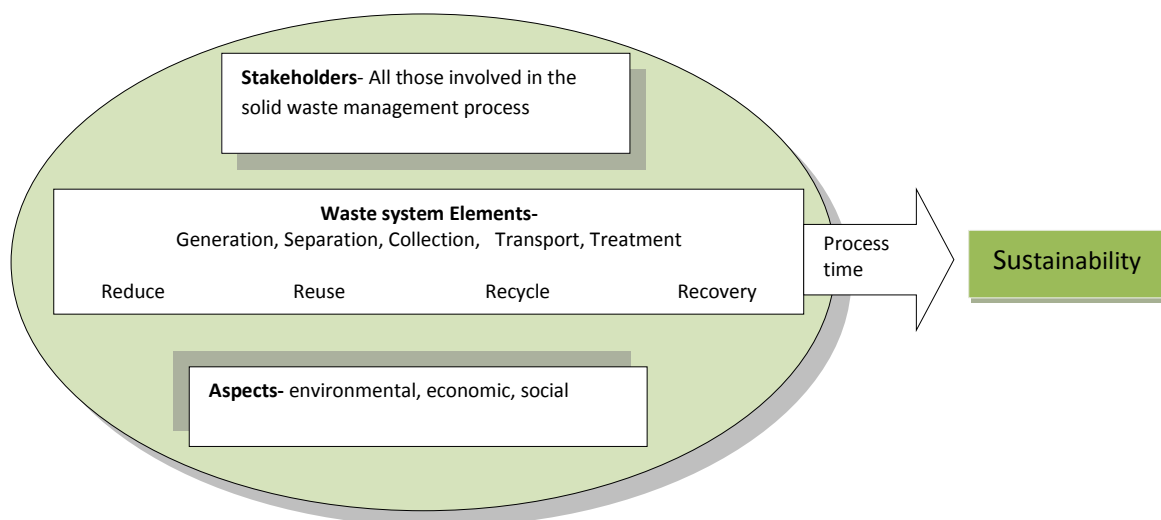 Stakeholders- All those involved in the
solid waste management process
Waste system Elements-
Generation, Separation, Collection, Transport, Treatment
Reduce Reuse Recycle Recovery
Process
time
Sustainability
Aspects- environmental, economic, social